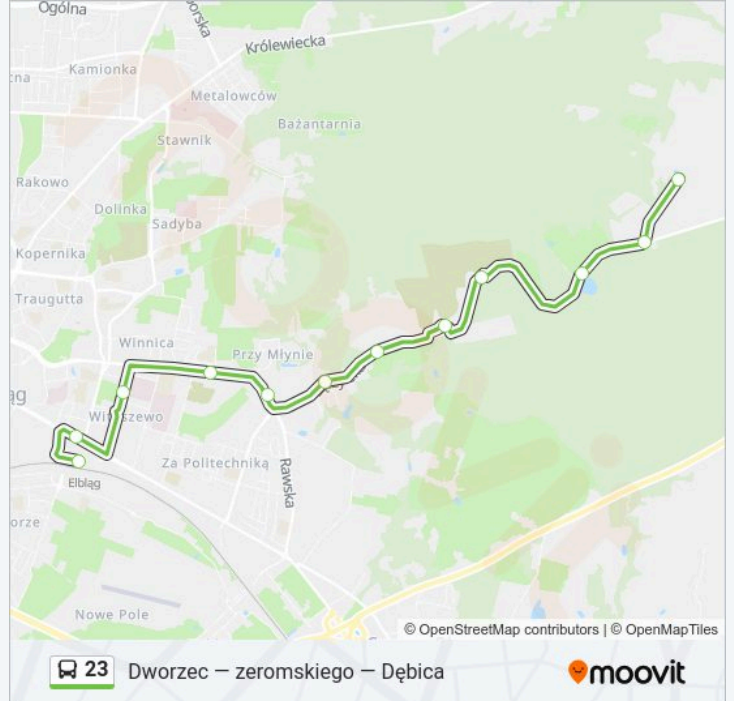 Ogólna
Królewiecka
Kamionka
Metalowców
Bażantarnia
Stawnik
Rakowo
Dolinka
Sadyba
Kopernika
Traugutta
Winnica
Przy Młynie
Za Politechniką
Rawska
Elbląg
Nowe Pole
© OpenStreetMap contributors | © OpenMapTiles
23 Dworzec — zeromskiego — Dębica
moovit